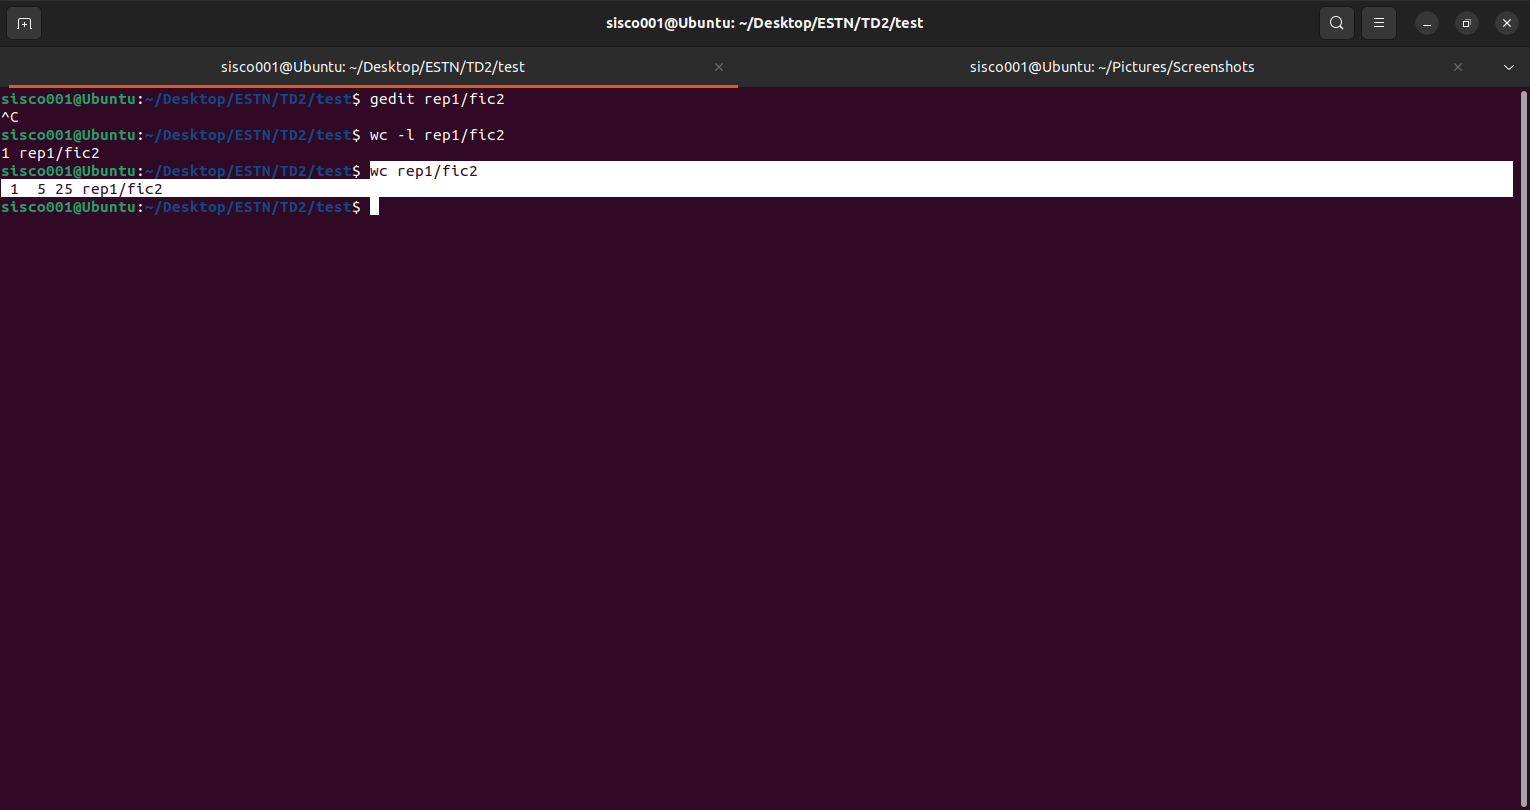 sisco001@Ubuntu: ~/Desktop/ESTN/TD2/test
sisco001@Ubuntu: ~/Desktop/ESTN/TD2/test
sisco001@Ubuntu: ~/Pictures/Screenshots
sisco001@Ubuntu:~/Desktop/ESTN/TD2/test$ gedit rep1/fic2
^C
sisco001@Ubuntu:~/Desktop/ESTN/TD2/test$ wc -l rep1/fic2
1 rep1/fic2
sisco001@Ubuntu:~/Desktop/ESTN/TD2/test$ wc rep1/fic2
 1  5 25 rep1/fic2
sisco001@Ubuntu:~/Desktop/ESTN/TD2/test$